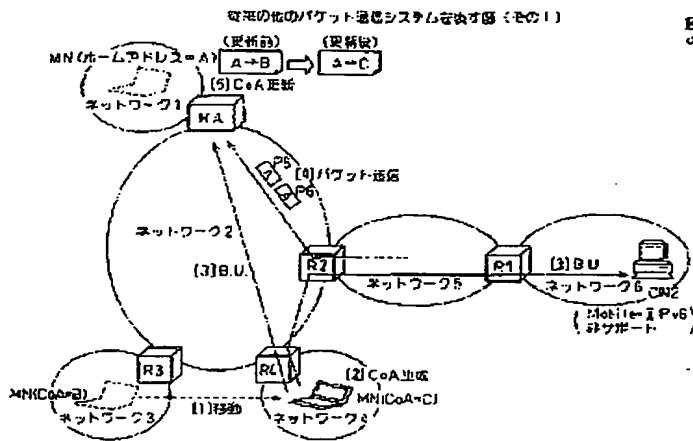 従来の他のパケット通信システムを表す図(その1)
(更新前) (更新後)
MN(ホームアドレス=A) A→B A→C
[5]CoA更新
ネットワーク1
HA
P5
A [4]パケット送信
A P6
ネットワーク2
[3]B.U.
R2 R1 [3]B.U.
ネットワーク5 ネットワーク6
CN2
Mobile-IPv6
非サポート
R3 R4
[2]CoA生成
MN(CoA=B) MN(CoA=C)
[1]移動
ネットワーク3 ネットワーク4